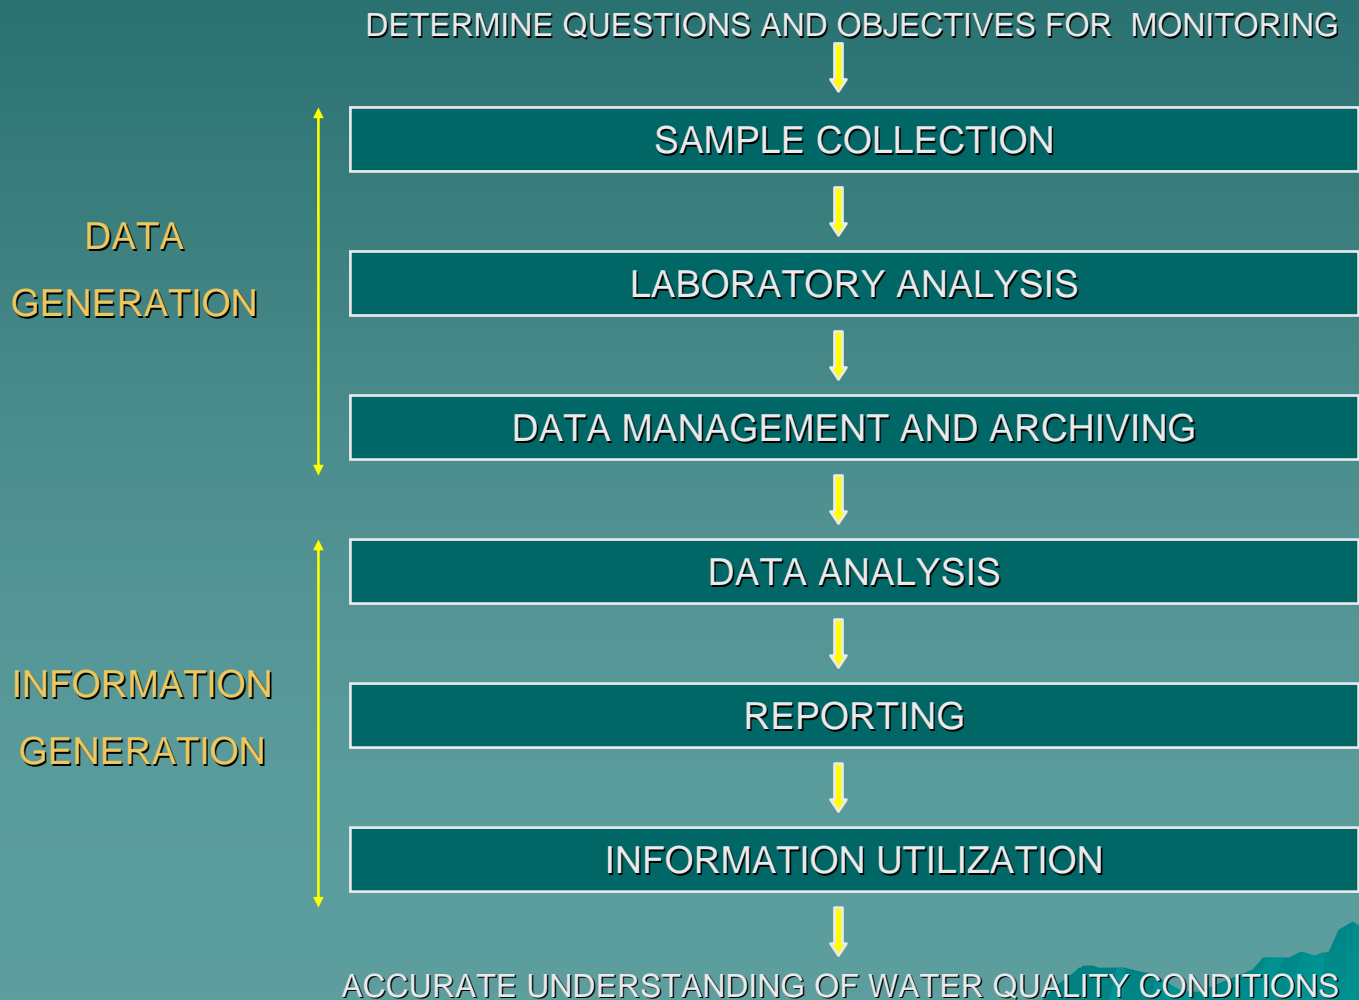 DETERMINE QUESTIONS AND OBJECTIVES FOR MONITORING
SAMPLE COLLECTION
LABORATORY ANALYSIS
DATA MANAGEMENT AND ARCHIVING
DATA
GENERATION
DATA ANALYSIS
REPORTING
INFORMATION UTILIZATION
INFORMATION
GENERATION
ACCURATE UNDERSTANDING OF WATER QUALITY CONDITIONS